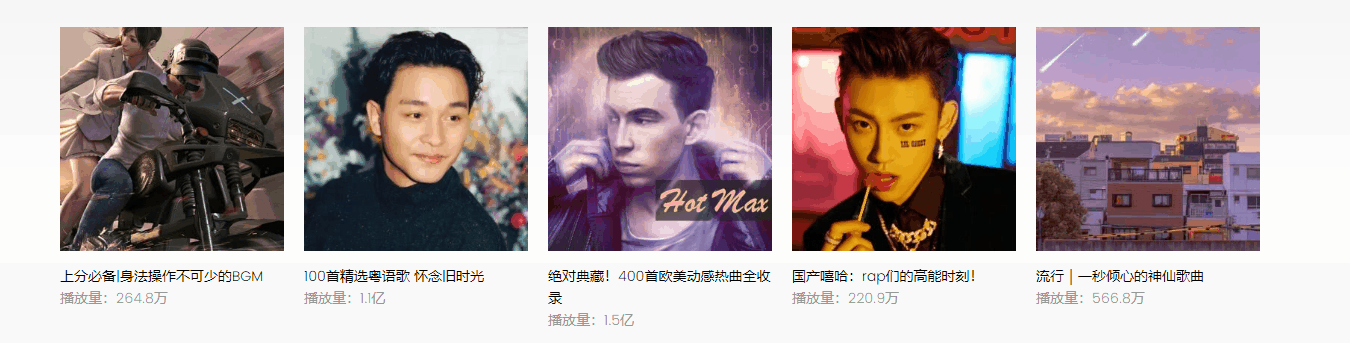 Hot Max
LIL GHOST
上分必备|身法操作不可少的BGM
播放量：264.8万
100首精选粤语歌 怀念旧时光
播放量：1.1亿
绝对典藏！400首欧美动感热曲全收
录
播放量：1.5亿
国产嘻哈：rap们的高能时刻！
播放量：220.9万
流行 | 一秒倾心的神仙歌曲
播放量：566.8万